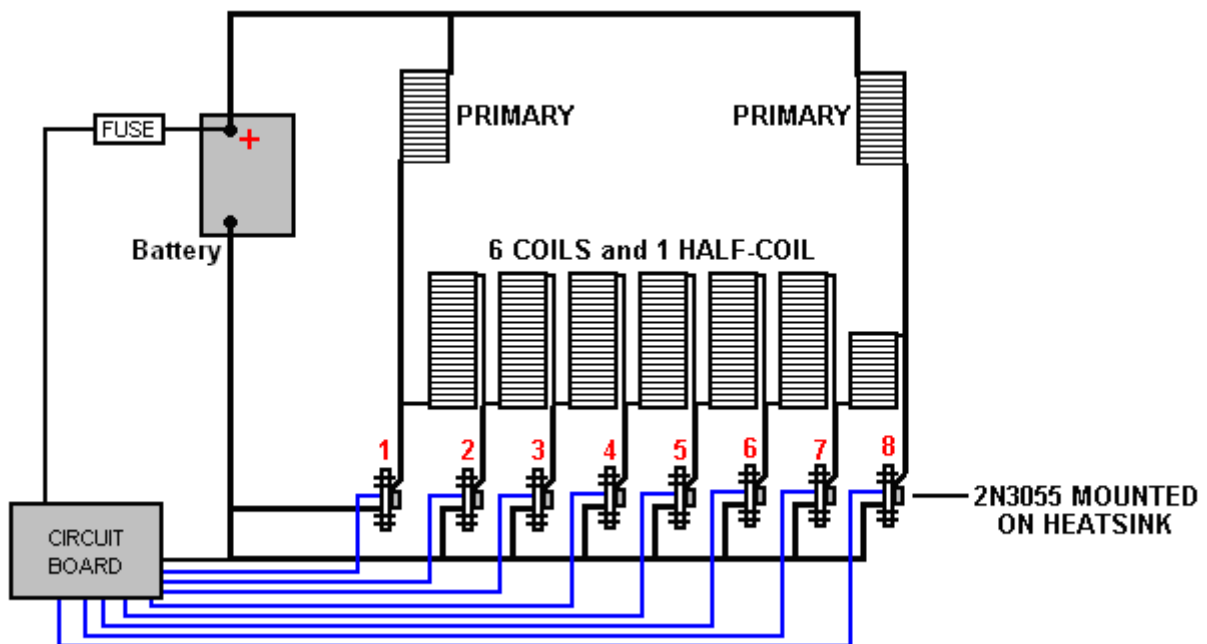 PRIMARY
PRIMARY
FUSE
+
Battery
6 COILS and 1 HALF-COIL
1
2
3
4
5
6
7
8
2N3055 MOUNTED
ON HEATSINK
CIRCUIT
BOARD